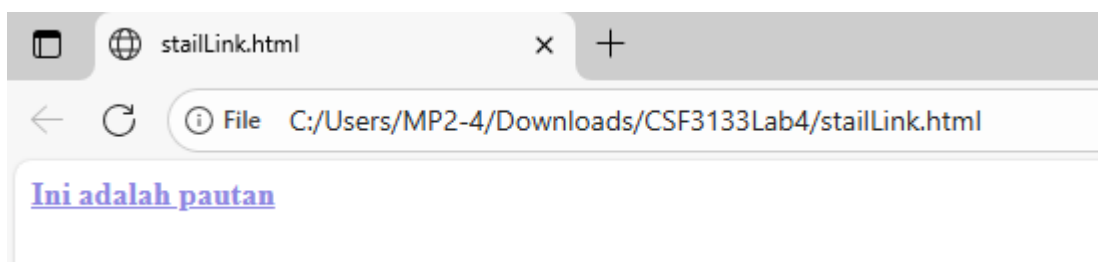 stailLink.html
File C:/Users/MP2-4/Downloads/CSF3133Lab4/stailLink.html
Ini adalah pautan